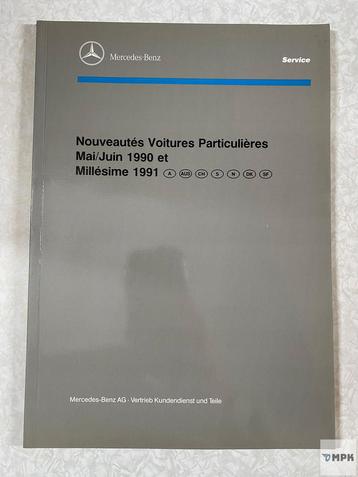 Mercedes-Benz
Service
Nouveautés Voitures Particulières
Mai/Juin 1990 et
Millésime 1991 A AUS CH S N DK SF
Mercedes-Benz AG · Vertrieb Kundendienst und Teile
MPK